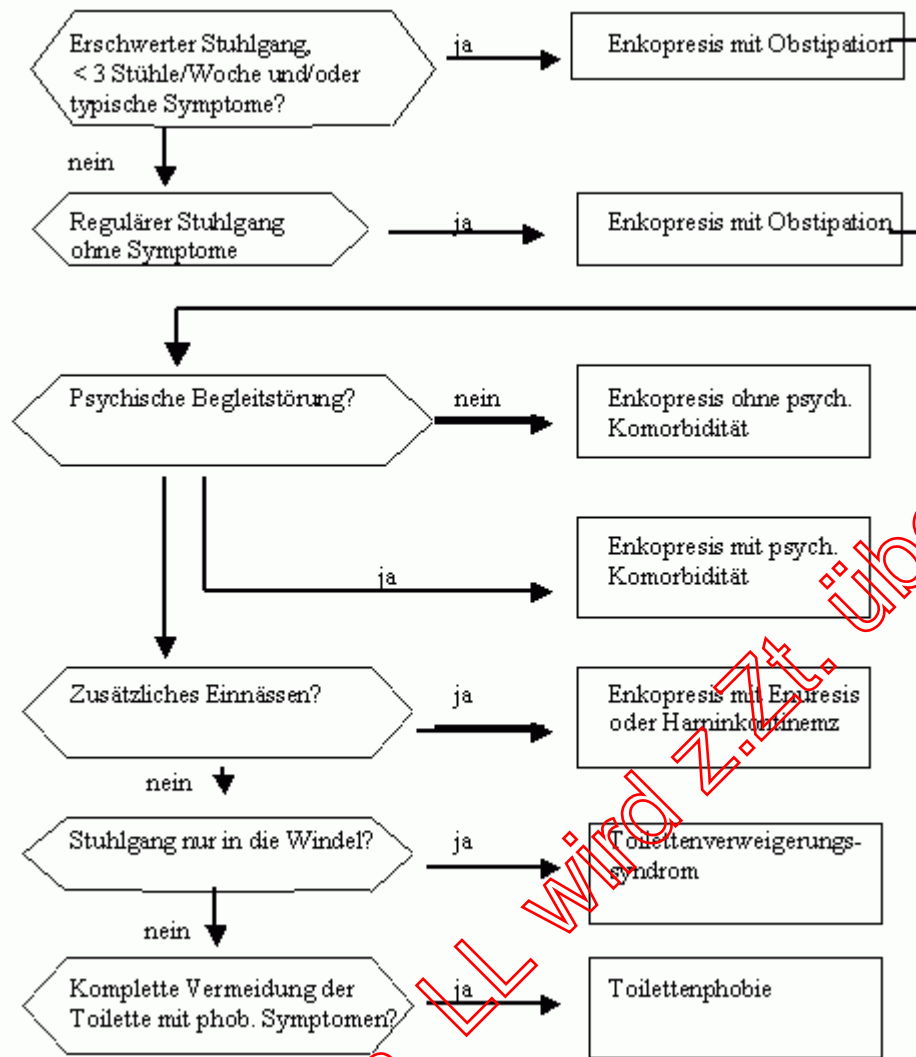 Erschwerter Stuhlgang,
< 3 Stühle/Woche und/oder
typische Symptome?
ja
Enkopresis mit Obstipation
nein
Regulärer Stuhlgang
ohne Symptome
ja
Enkopresis mit Obstipation
Psychische Begleitstörung?
nein
Enkopresis ohne psych.
Komorbidität
ja
Enkopresis mit psych.
Komorbidität
Zusätzliches Einnässen?
ja
Enkopresis mit Enuresis
oder Harninkontinemz
nein
Stuhlgang nur in die Windel?
ja
Toilettenverweigerungs-
syndrom
nein
Komplette Vermeidung der
Toilette mit phob. Symptomen?
ja
Toilettenphobie
LL wird z.Zt.